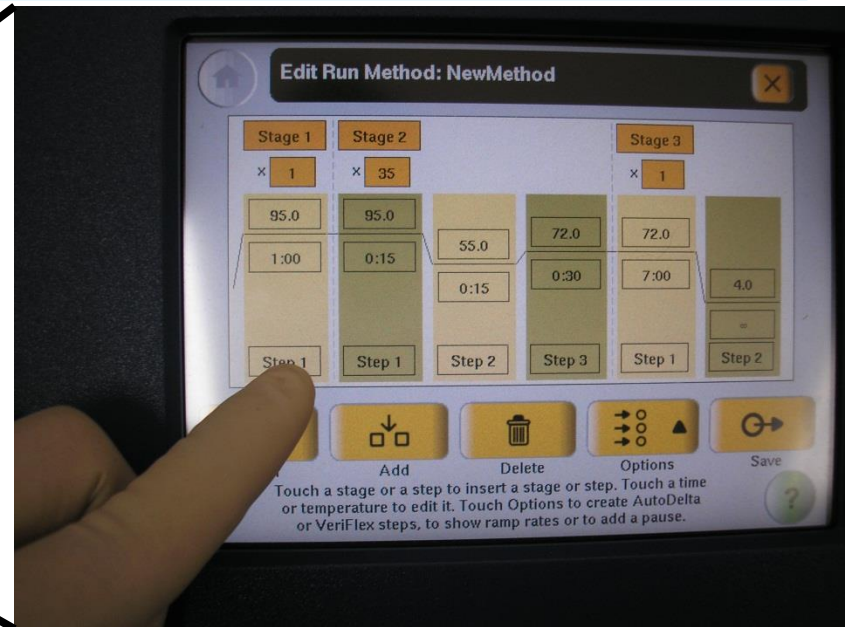 Edit Run Method: NewMethod
Stage 1 Stage 2 Stage 3
x 1 x 35 x 1
95.0 95.0 55.0 72.0 72.0 4.0
1:00 0:15 0:15 0:30 7:00 ∞
Step 1 Step 1 Step 2 Step 3 Step 1 Step 2
Add Delete Options Save
Touch a stage or a step to insert a stage or step. Touch a time
or temperature to edit it. Touch Options to create AutoDelta
or VeriFlex steps, to show ramp rates or to add a pause.
?